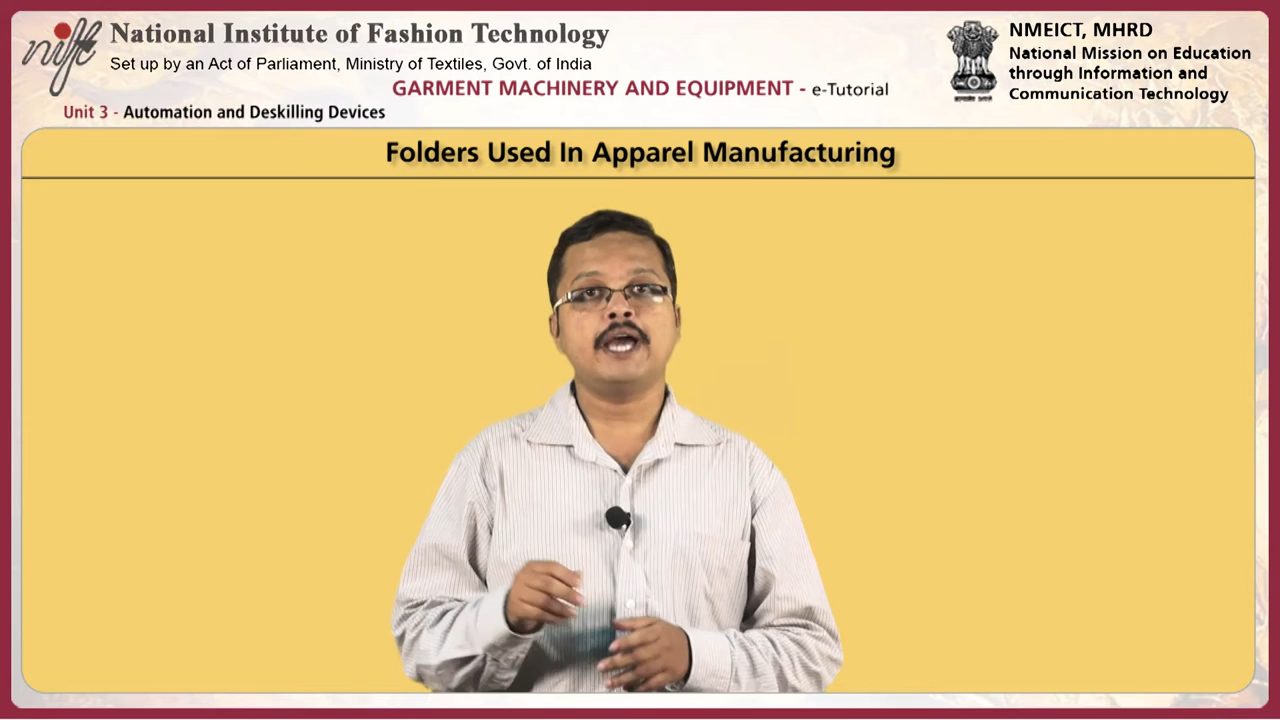 nift
National Institute of Fashion Technology
Set up by an Act of Parliament, Ministry of Textiles, Govt. of India
GARMENT MACHINERY AND EQUIPMENT - e-Tutorial
Unit 3 - Automation and Deskilling Devices
NMEICT, MHRD
National Mission on Education
through Information and
Communication Technology
Folders Used In Apparel Manufacturing